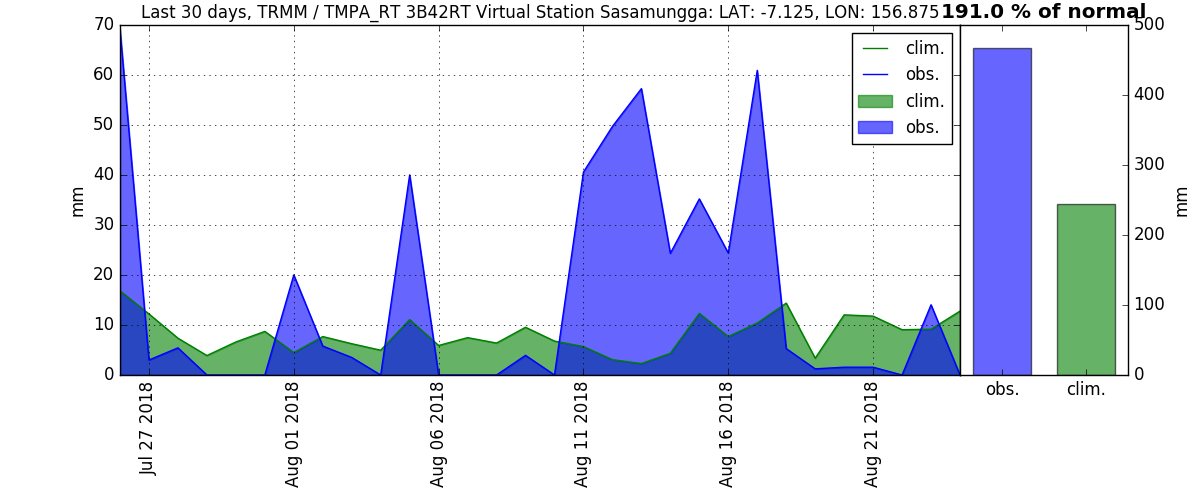 Last 30 days, TRMM / TMPA_RT 3B42RT Virtual Station Sasamungga: LAT: -7.125, LON: 156.875
191.0 % of normal
70
60
50
40
30
20
10
0
mm
clim.
obs.
clim.
obs.
Jul 27 2018
Aug 01 2018
Aug 06 2018
Aug 11 2018
Aug 16 2018
Aug 21 2018
500
400
300
200
100
0
mm
obs.
clim.